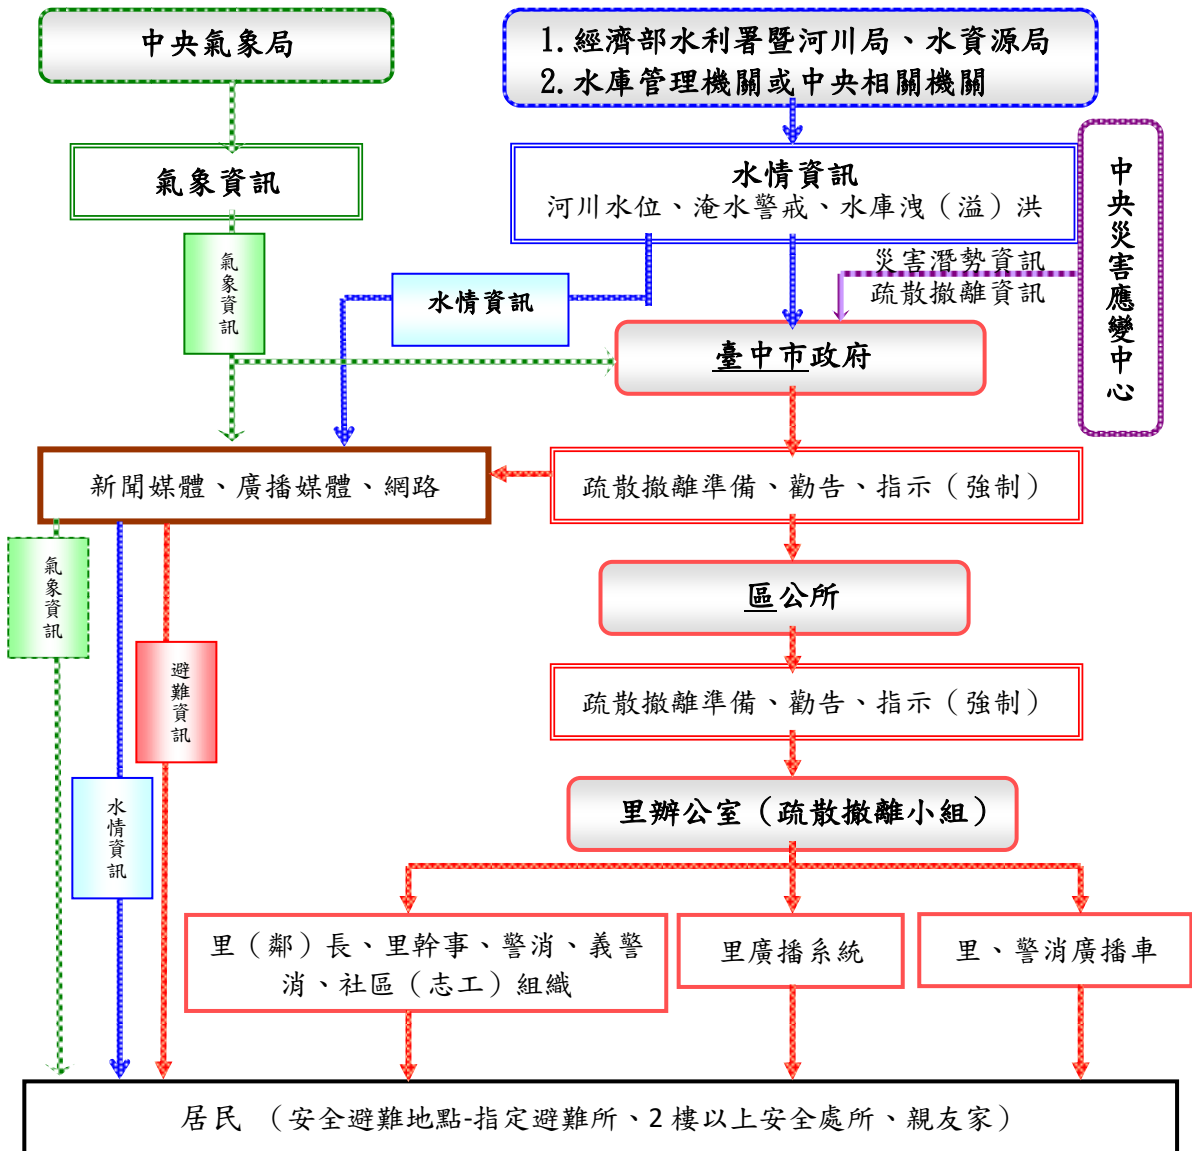 中央氣象局
1. 經濟部水利署暨河川局、水資源局
2. 水庫管理機關或中央相關機關
中央災害應變中心
氣象資訊
水情資訊
河川水位、淹水警戒、水庫洩（溢）洪
氣象資訊
水情資訊
災害潛勢資訊
疏散撤離資訊
臺中市政府
新聞媒體、廣播媒體、網路
疏散撤離準備、勸告、指示（強制）
氣象資訊
區公所
避難資訊
疏散撤離準備、勸告、指示（強制）
水情資訊
里辦公室（疏散撤離小組）
里（鄰）長、里幹事、警消、義警
消、社區（志工）組織
里廣播系統
里、警消廣播車
居民 （安全避難地點-指定避難所、2 樓以上安全處所、親友家）